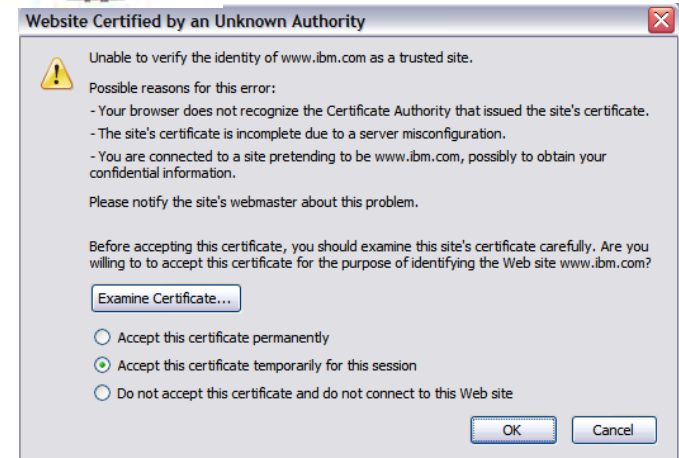 Website Certified by an Unknown Authority
Unable to verify the identity of www.ibm.com as a trusted site.
Possible reasons for this error:
- Your browser does not recognize the Certificate Authority that issued the site's certificate.
- The site's certificate is incomplete due to a server misconfiguration.
- You are connected to a site pretending to be www.ibm.com, possibly to obtain your
confidential information.
Please notify the site's webmaster about this problem.
Before accepting this certificate, you should examine this site's certificate carefully. Are you
willing to to accept this certificate for the purpose of identifying the Web site www.ibm.com?
Examine Certificate...
Accept this certificate permanently
Accept this certificate temporarily for this session
Do not accept this certificate and do not connect to this Web site
OK Cancel